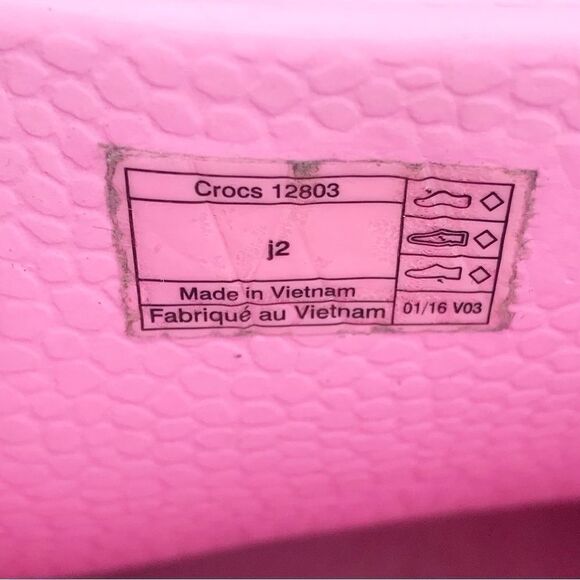 Crocs 12803
j2
Made in Vietnam
Fabriqué au Vietnam
01/16 V03